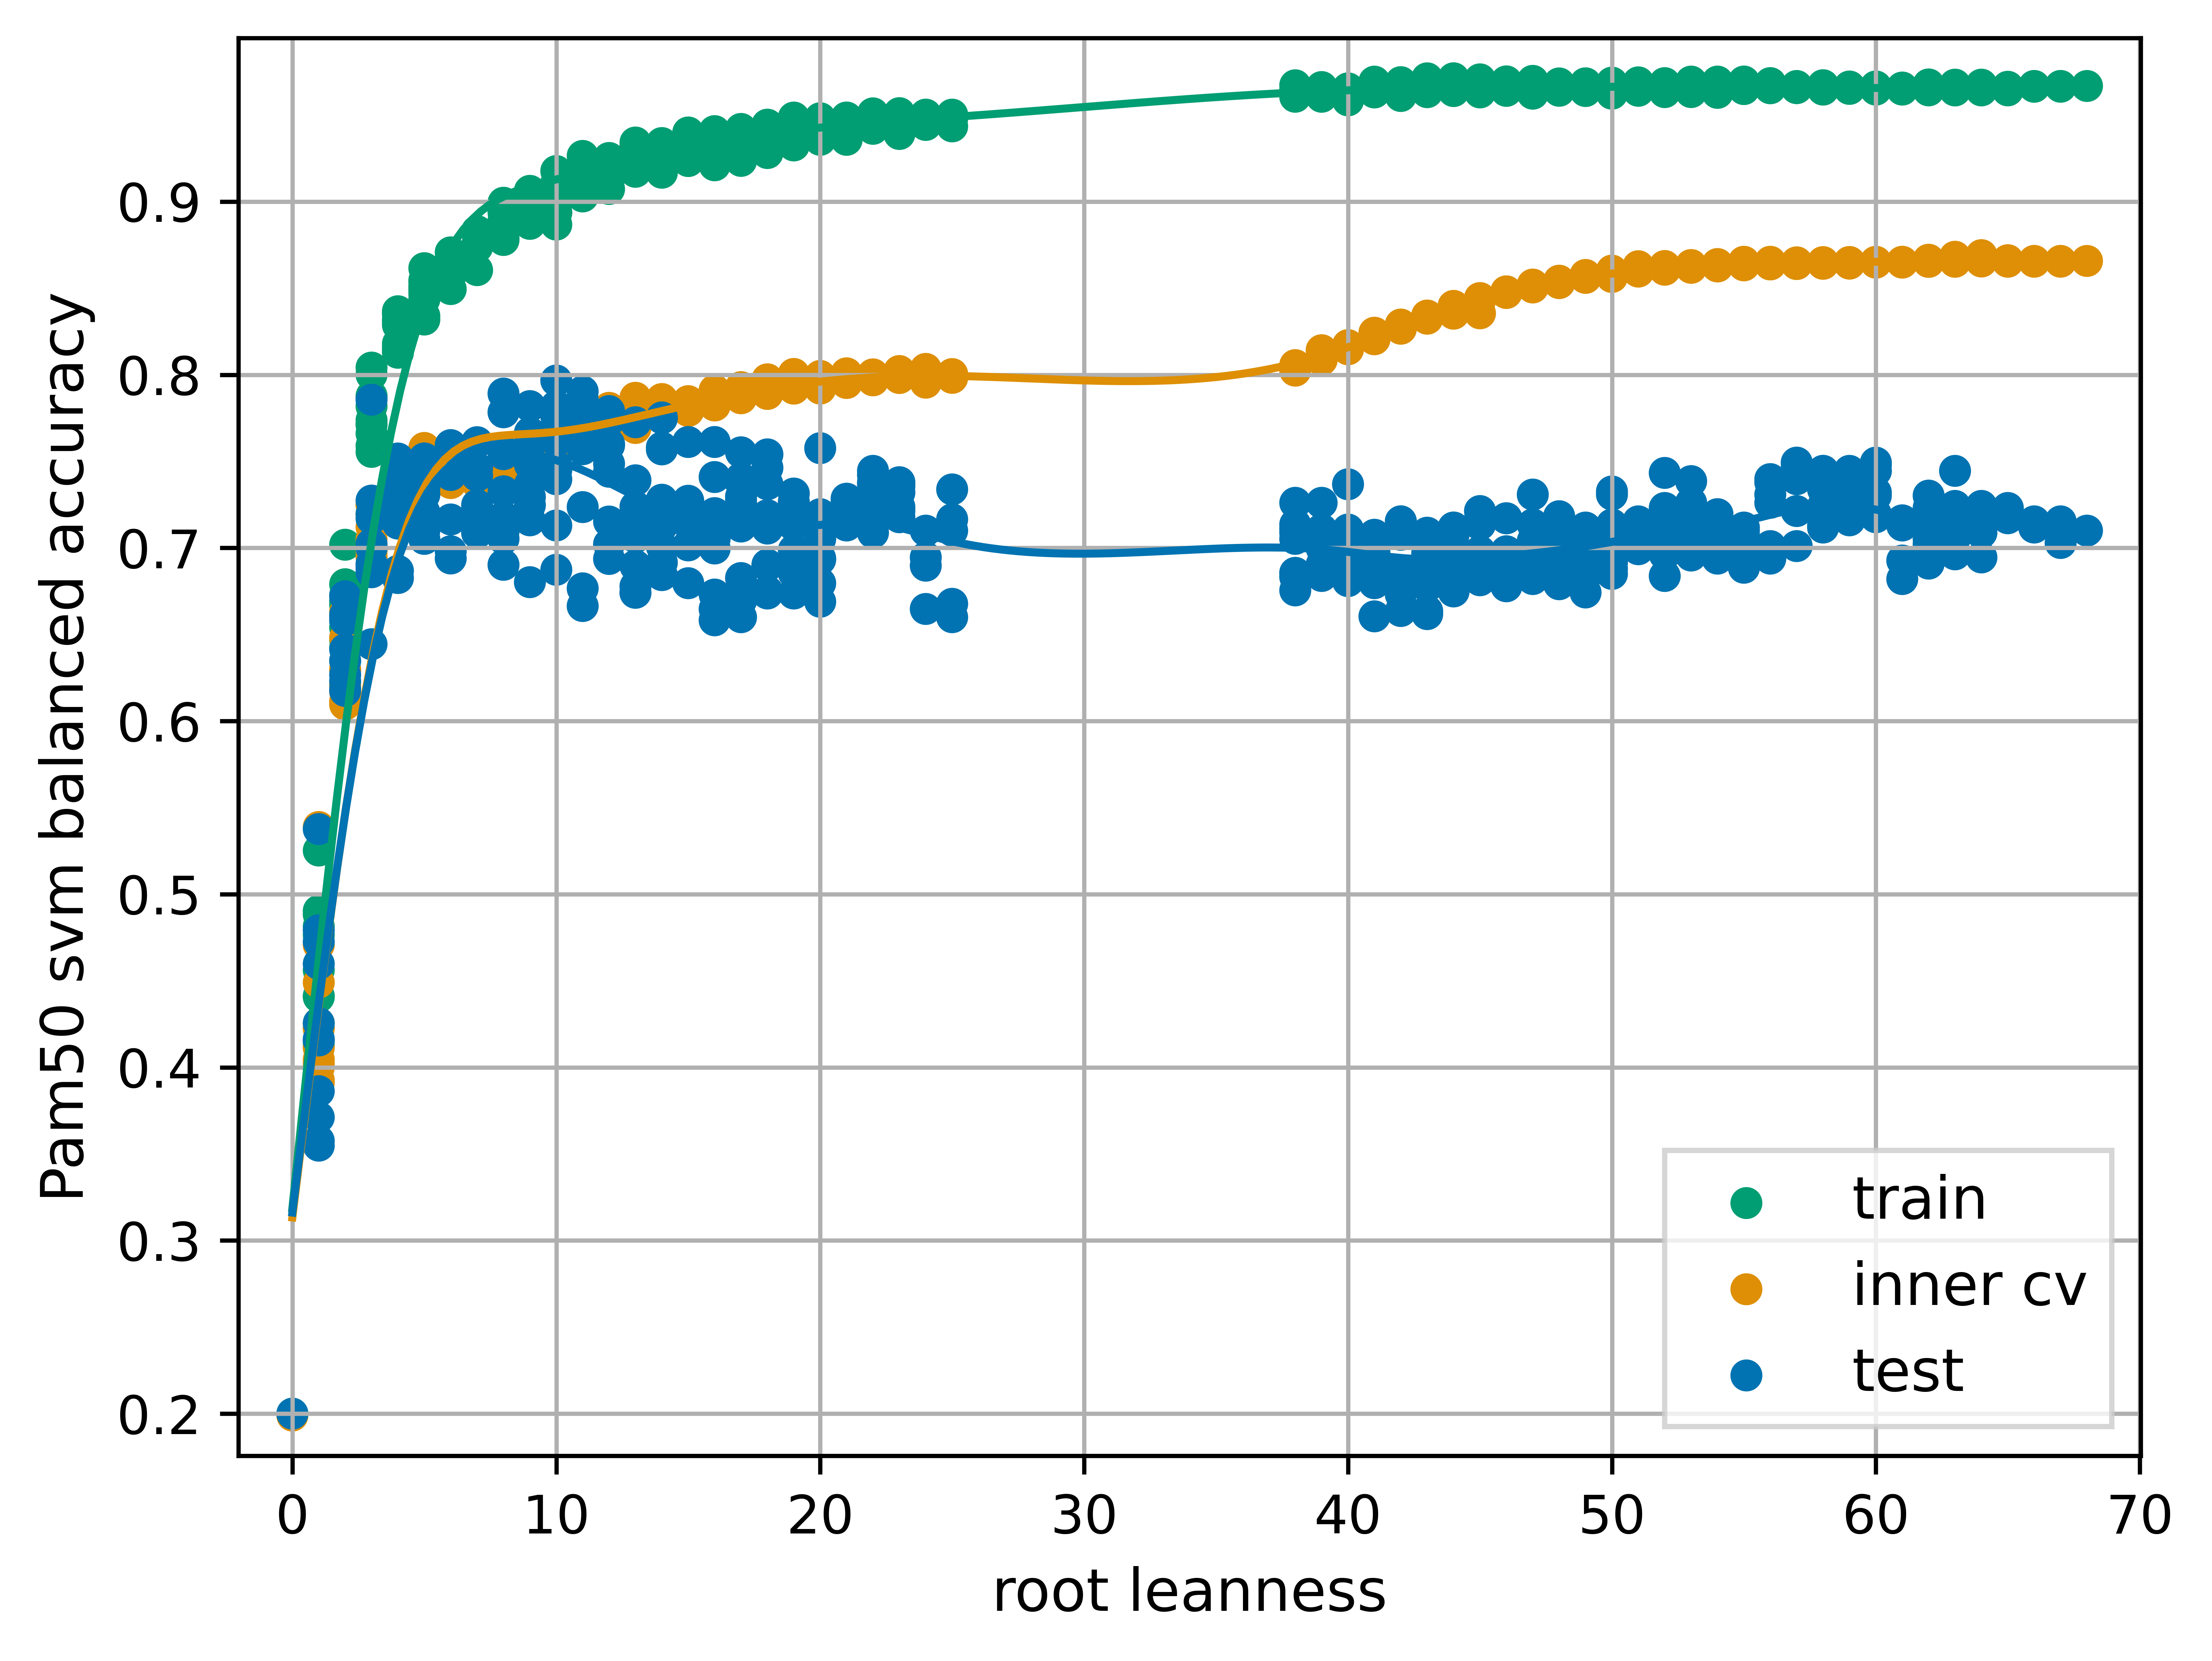 Pam50 svm balanced accuracy
0.9
0.8
0.7
0.6
0.5
0.4
0.3
0.2
train
inner cv
test
0 10 20 30 40 50 60 70
root leanness